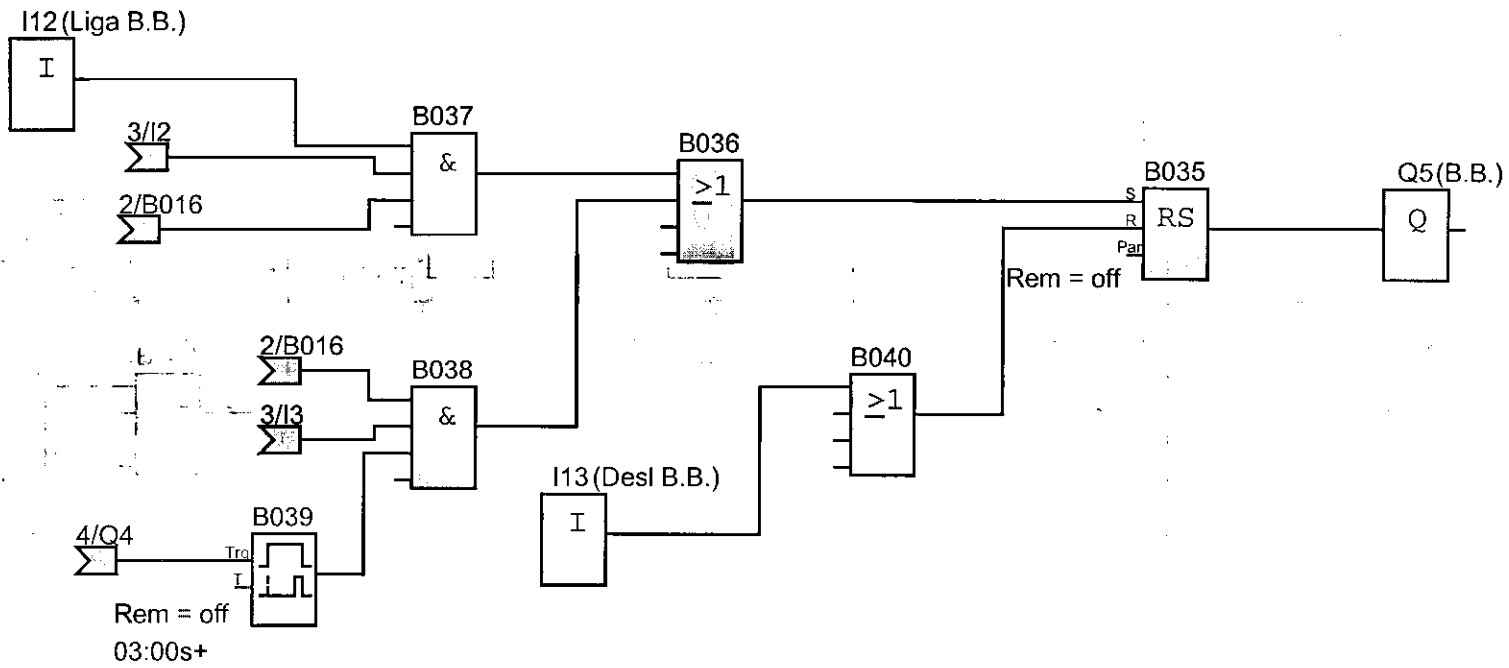 I12(Liga B.B.)
I
3/I2
2/B016
B037
&
B036
>1
B035
S
R
Par
RS
Rem = off
Q5(B.B.)
Q
2/B016
3/I3
B038
&
B040
>1
I13(Desl B.B.)
I
4/Q4
B039
Trg
T
Rem = off
03:00s+